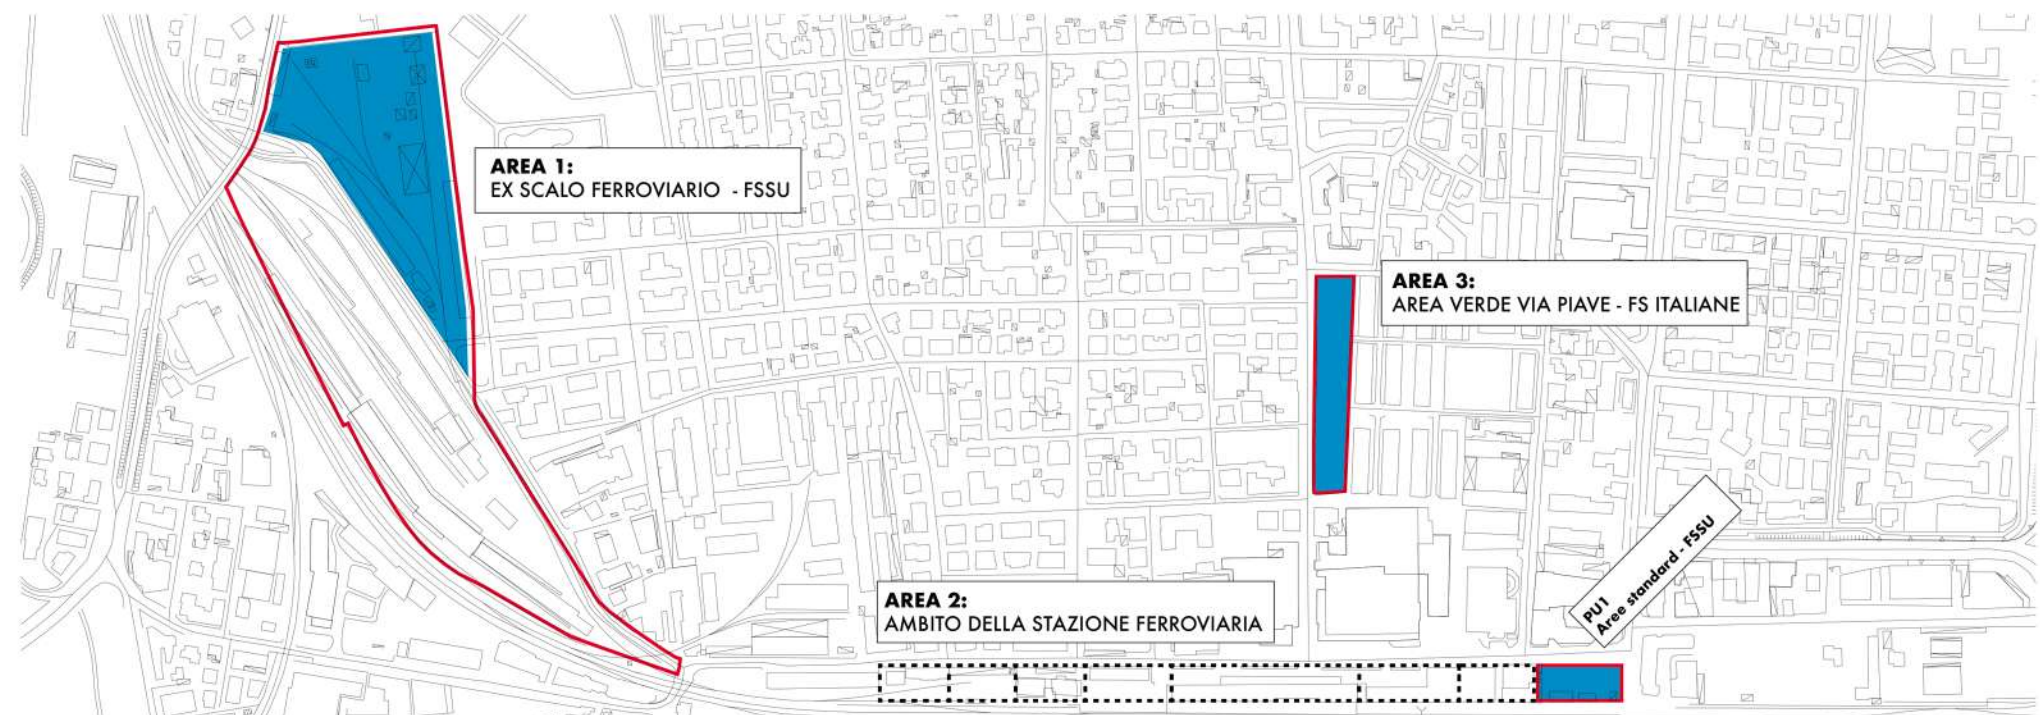 AREA 1:
EX SCALO FERROVIARIO - FSSU
AREA 3:
AREA VERDE VIA PIAVE - FS ITALIANE
PU1
Aree standard - FSSU
AREA 2:
AMBITO DELLA STAZIONE FERROVIARIA